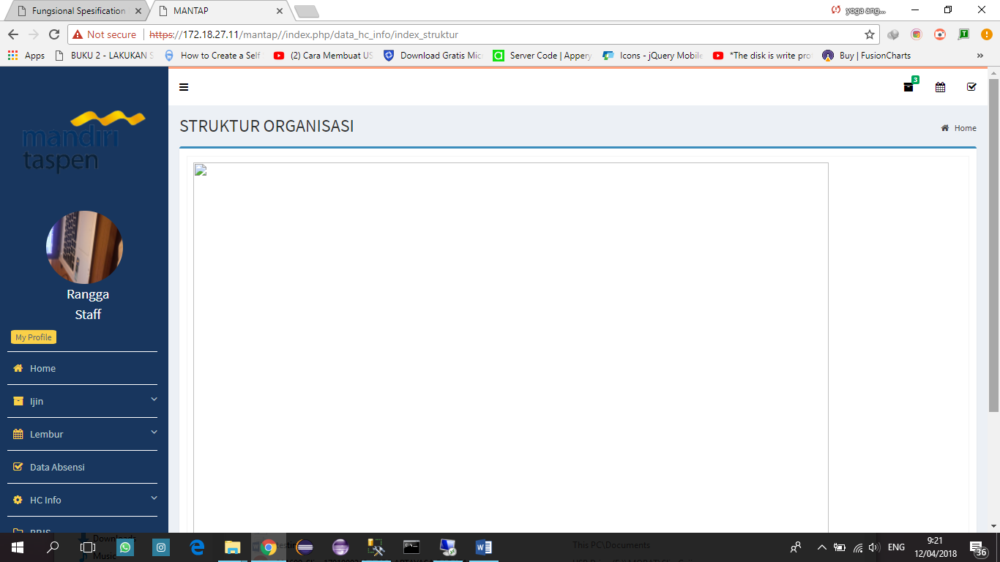 Fungsional Spesification
MANTAP
yoga ang...
Not secure
https://172.18.27.11/mantap//index.php/data_hc_info/index_struktur
Apps
BUKU 2 - LAKUKAN S
How to Create a Self
(2) Cara Membuat US
Download Gratis Micr
Server Code | Appery
Icons - jQuery Mobile
*The disk is write pro
Buy | FusionCharts
»
3
mandiri
taspen
STRUKTUR ORGANISASI
Home
Rangga
Staff
My Profile
Home
Ijin
Lembur
Data Absensi
HC Info
Downloads
Music
This PC\Documents
ENG
9:21
12/04/2018
36